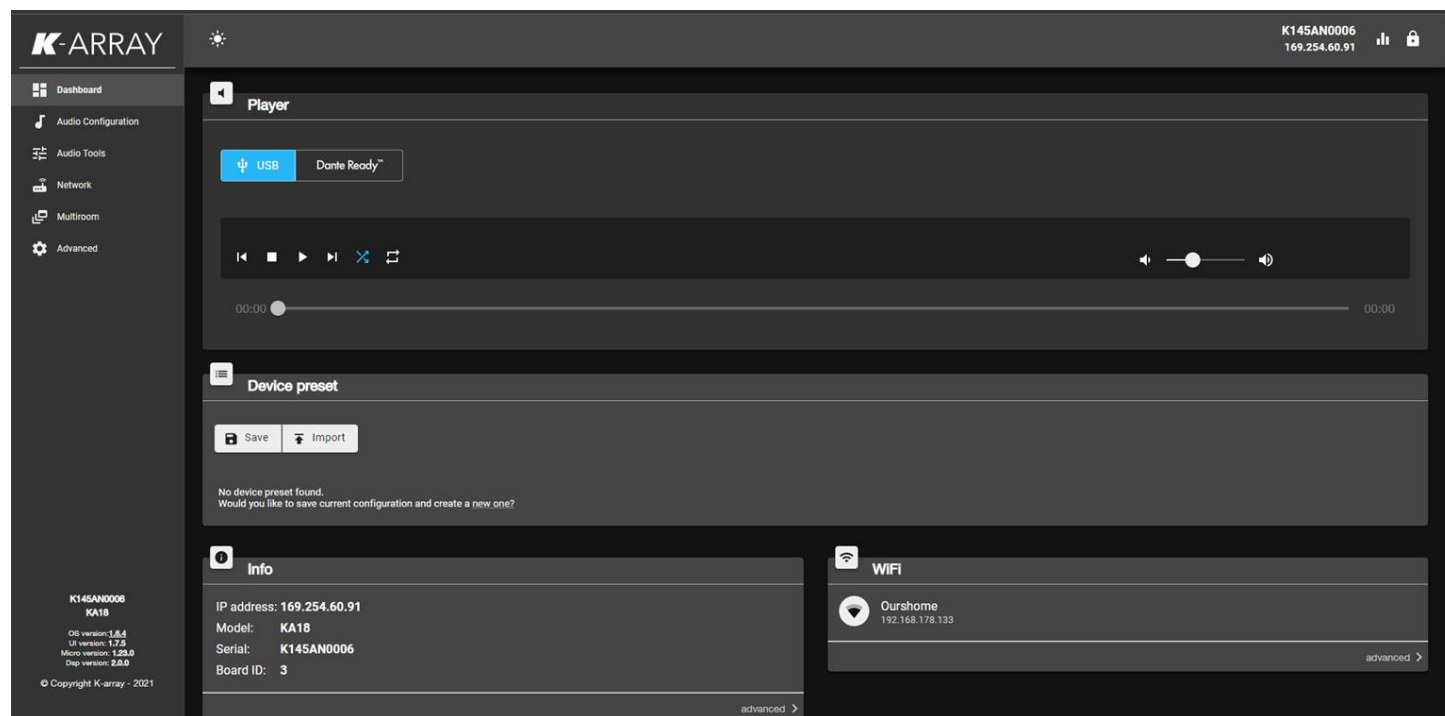 K-ARRAY
K145AN0006
169.254.60.91
Dashboard
Audio Configuration
Audio Tools
Network
Multiroom
Advanced
K145AN0006
KA18
OS version:1.6.4
UI version: 1.7.5
Micro version: 1.23.0
Dsp version: 2.0.0
© Copyright K-array - 2021
Player
USB
Dante Ready™
00:00
00:00
Device preset
Save
Import
No device preset found.
Would you like to save current configuration and create a new one?
Info
IP address: 169.254.60.91
Model: KA18
Serial: K145AN0006
Board ID: 3
advanced
WiFi
Ourshome
192.168.178.133
advanced